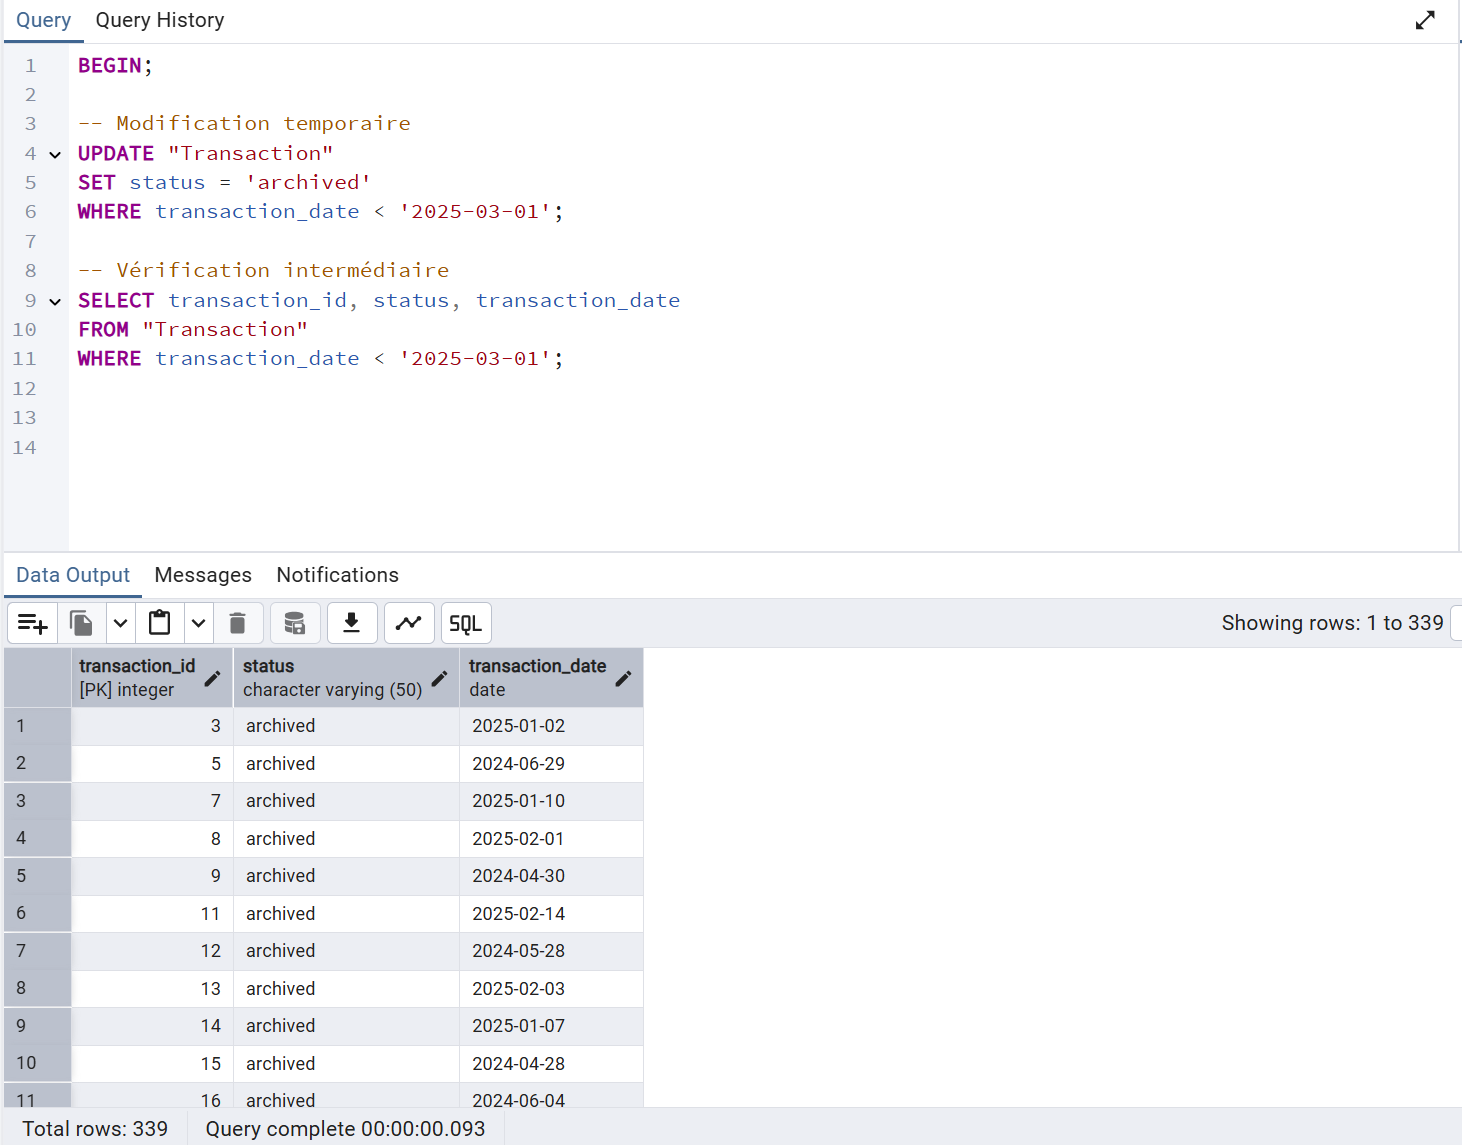 Query Query History
1 BEGIN;
2
3 -- Modification temporaire
4 UPDATE "Transaction"
5 SET status = 'archived'
6 WHERE transaction_date < '2025-03-01';
7
8 -- Vérification intermédiaire
9 SELECT transaction_id, status, transaction_date
10 FROM "Transaction"
11 WHERE transaction_date < '2025-03-01';
12
13
14
Data Output Messages Notifications
SQL Showing rows: 1 to 339
transaction_id status transaction_date
[PK] integer character varying (50) date
1 3 archived 2025-01-02
2 5 archived 2024-06-29
3 7 archived 2025-01-10
4 8 archived 2025-02-01
5 9 archived 2024-04-30
6 11 archived 2025-02-14
7 12 archived 2024-05-28
8 13 archived 2025-02-03
9 14 archived 2025-01-07
10 15 archived 2024-04-28
11 16 archived 2024-06-04
Total rows: 339 Query complete 00:00:00.093